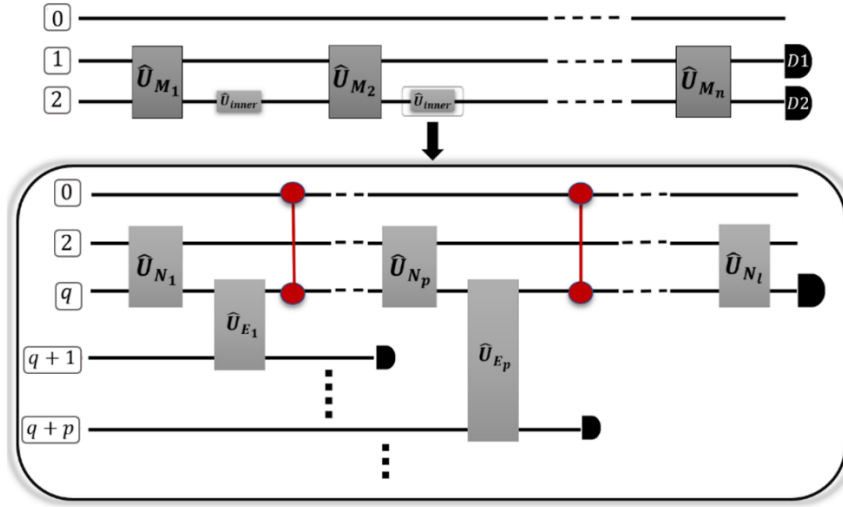 0
1
2
Û_{M_1}
Û_{inner}
Û_{M_2}
Û_{inner}
Û_{M_n}
D1
D2
0
2
q
Û_{N_1}
Û_{N_p}
Û_{N_l}
Û_{E_1}
Û_{E_p}
q + 1
q + p